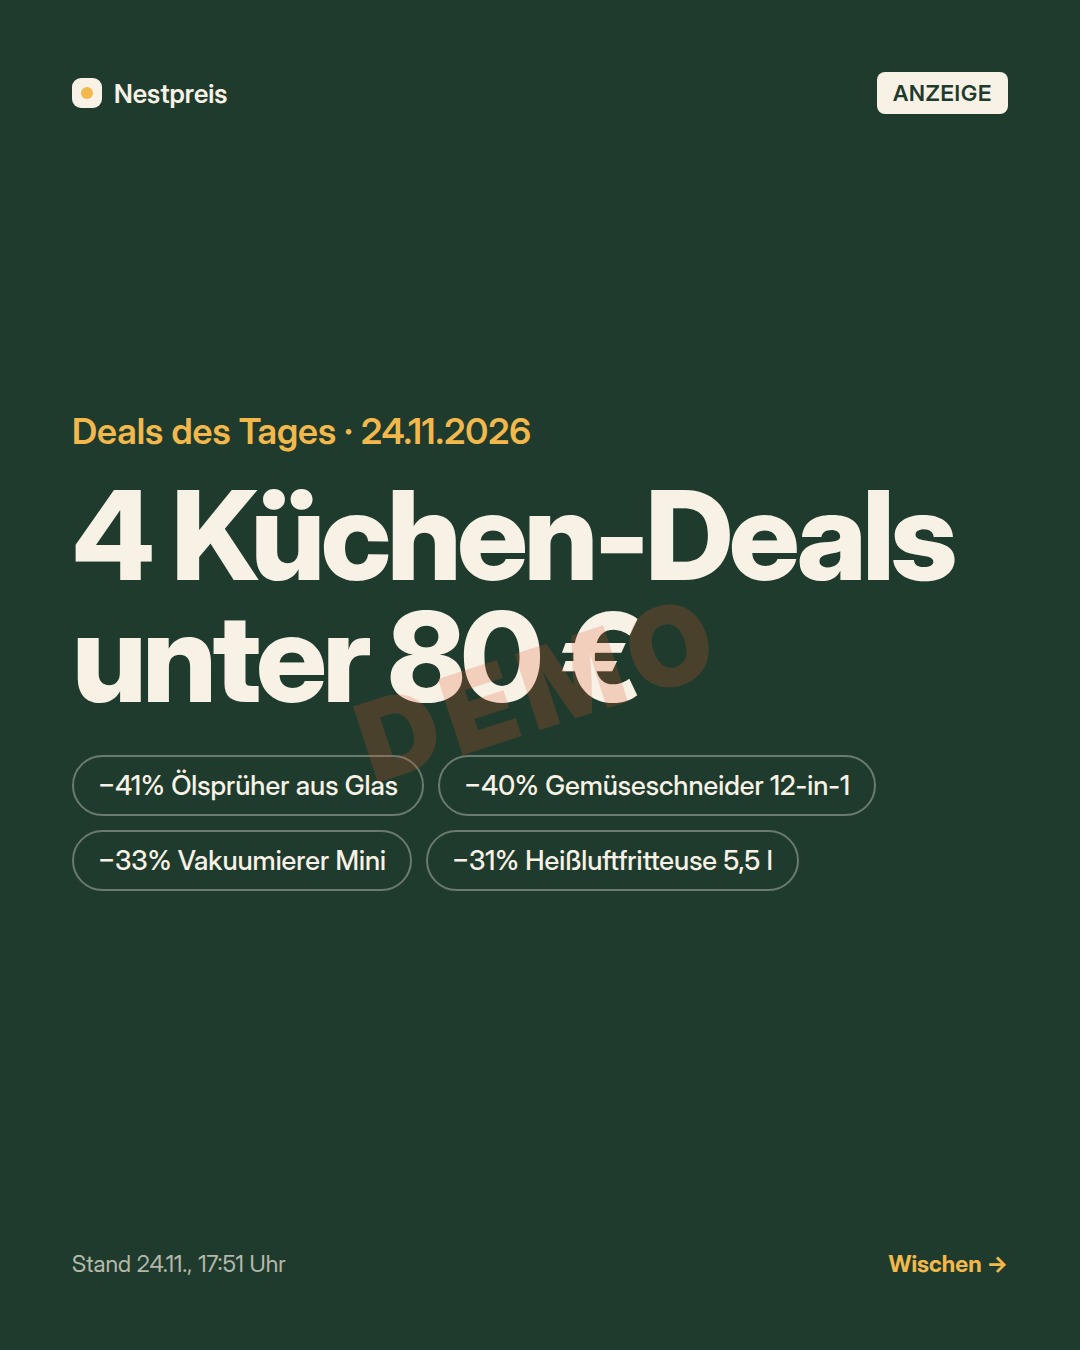 Nestpreis
ANZEIGE
Deals des Tages · 24.11.2026
4 Küchen-Deals
unter 80 €
DEMO
−41% Ölsprüher aus Glas
−40% Gemüseschneider 12-in-1
−33% Vakuumierer Mini
−31% Heißluftfritteuse 5,5 l
Stand 24.11., 17:51 Uhr
Wischen →